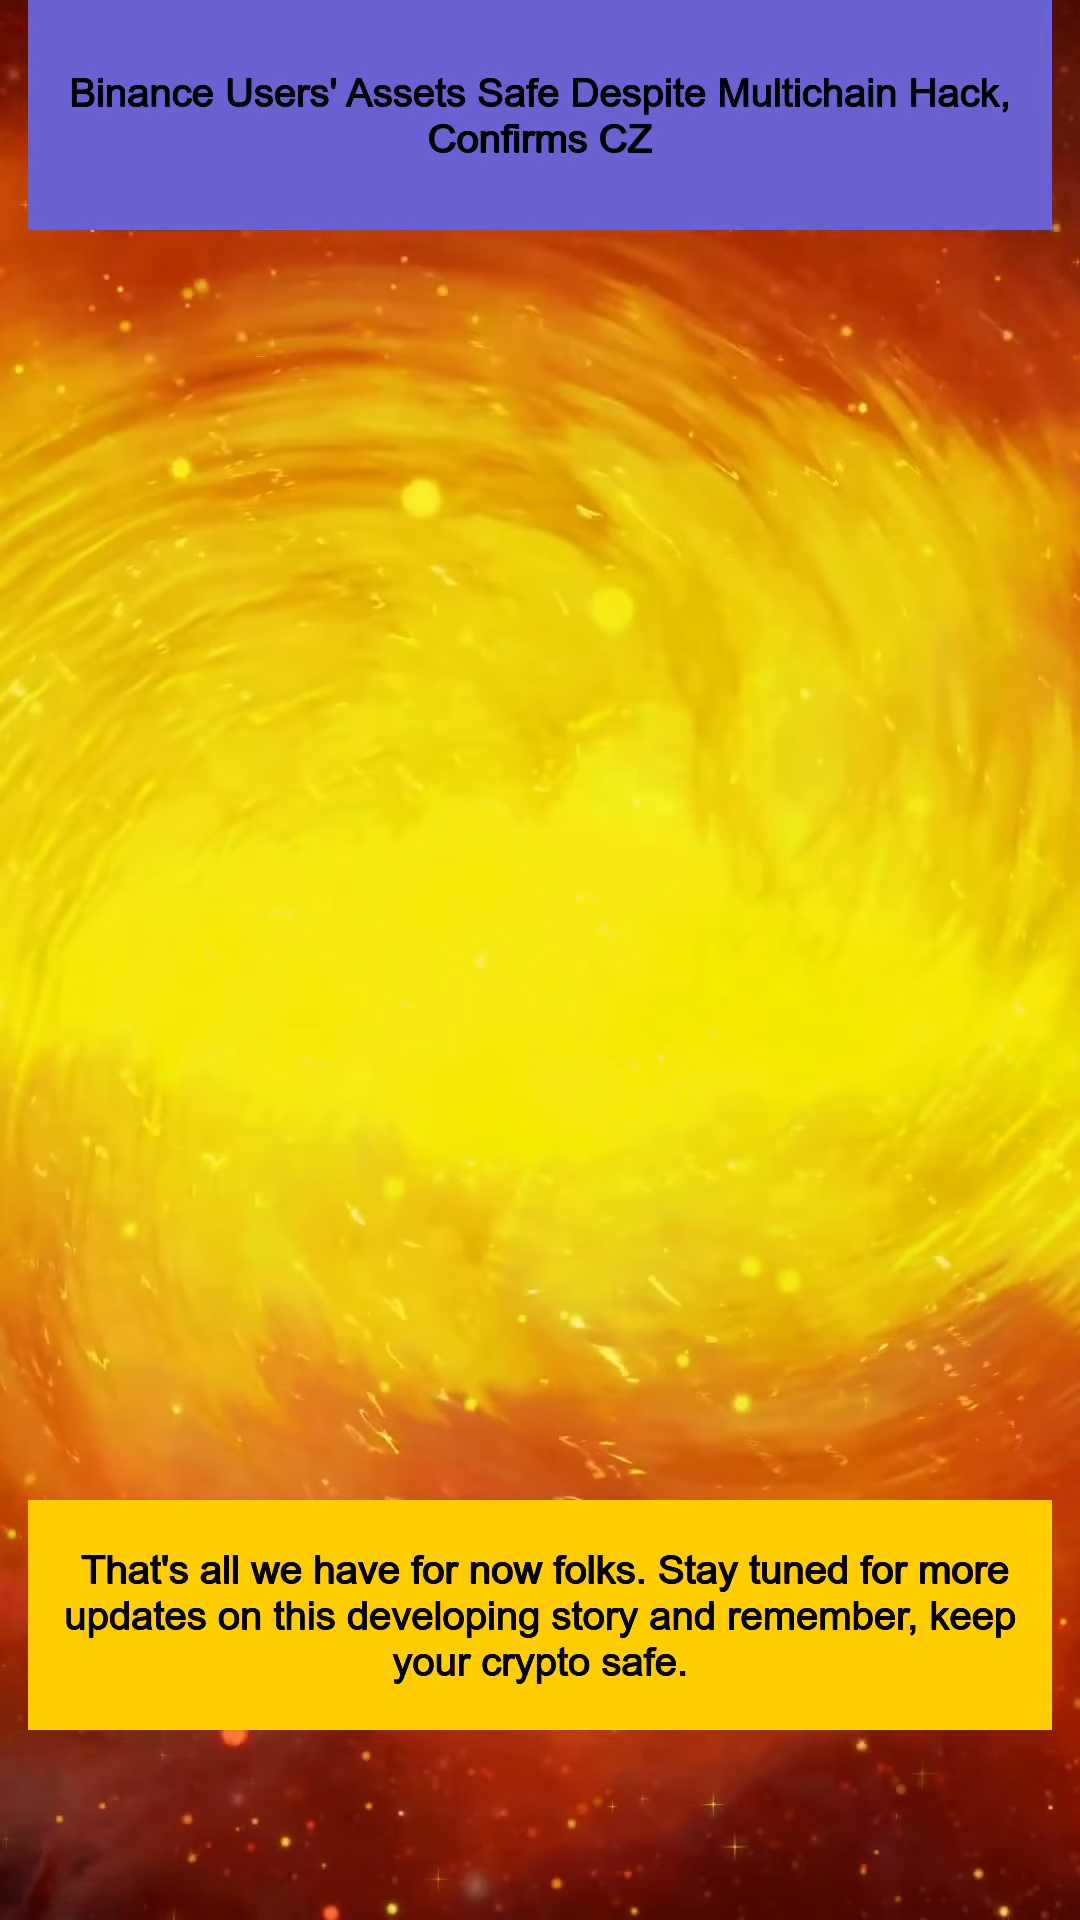 Binance Users' Assets Safe Despite Multichain Hack,
Confirms CZ
That's all we have for now folks. Stay tuned for more
updates on this developing story and remember, keep
your crypto safe.